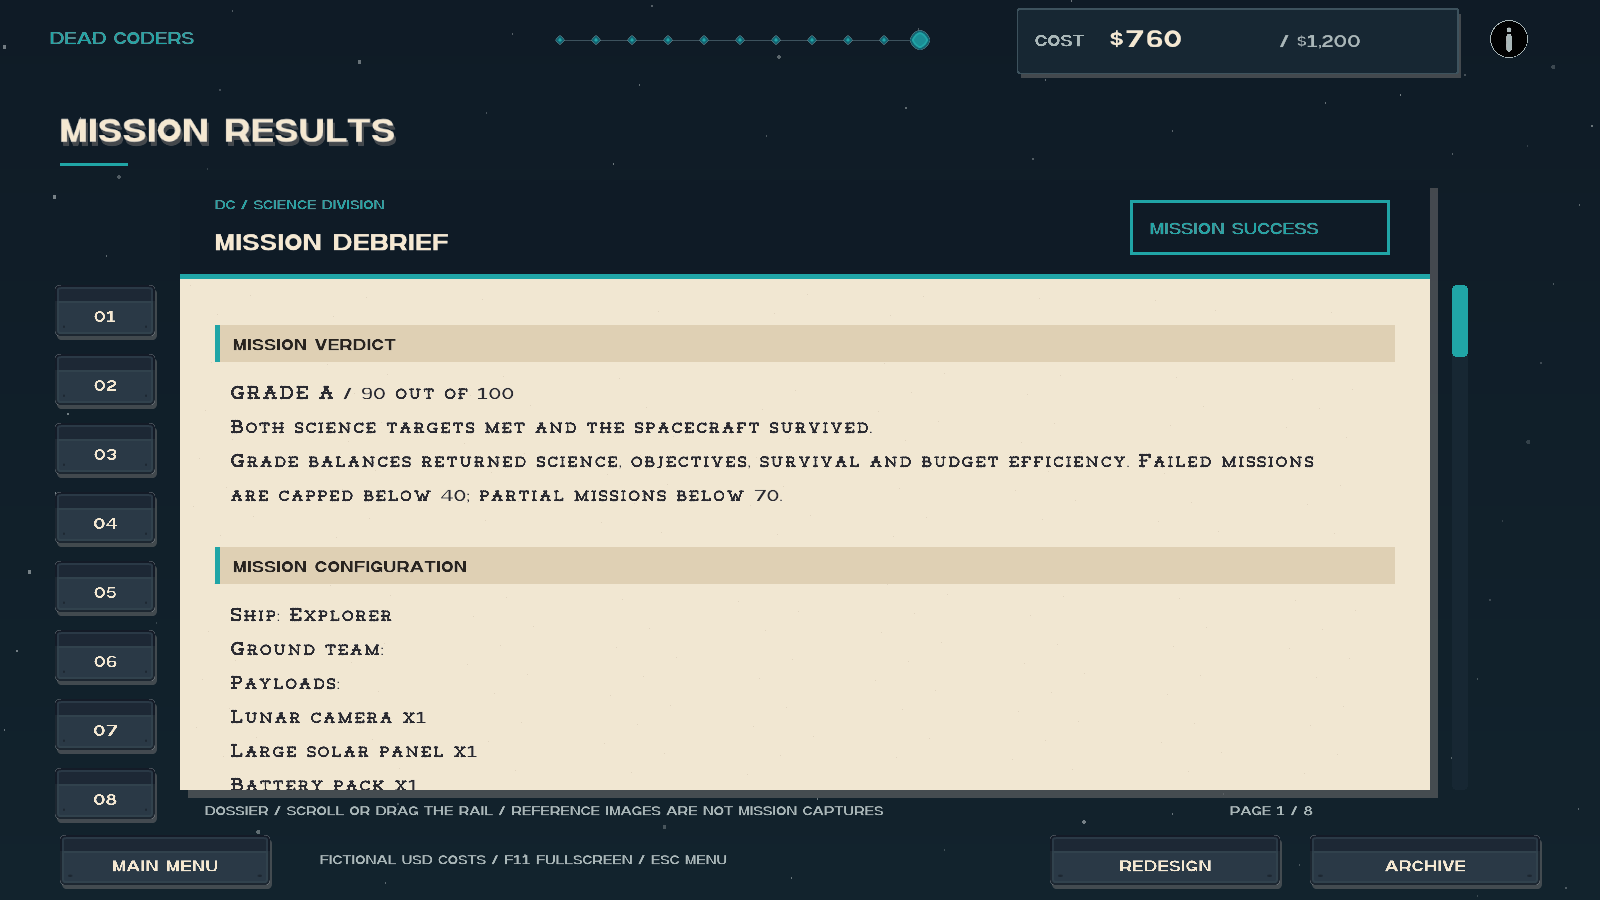 DEAD CODERS
COST $760 / $1,200
MISSION RESULTS
DC / SCIENCE DIVISION
MISSION DEBRIEF
MISSION SUCCESS
MISSION VERDICT
GRADE A / 90 OUT OF 100
BOTH SCIENCE TARGETS MET AND THE SPACECRAFT SURVIVED.
GRADE BALANCES RETURNED SCIENCE, OBJECTIVES, SURVIVAL AND BUDGET EFFICIENCY. FAILED MISSIONS
ARE CAPPED BELOW 40; PARTIAL MISSIONS BELOW 70.
MISSION CONFIGURATION
SHIP: EXPLORER
GROUND TEAM:
PAYLOADS:
LUNAR CAMERA X1
LARGE SOLAR PANEL X1
BATTERY PACK X1
01
02
03
04
05
06
07
08
DOSSIER / SCROLL OR DRAG THE RAIL / REFERENCE IMAGES ARE NOT MISSION CAPTURES
PAGE 1 / 8
MAIN MENU
FICTIONAL USD COSTS / F11 FULLSCREEN / ESC MENU
REDESIGN
ARCHIVE